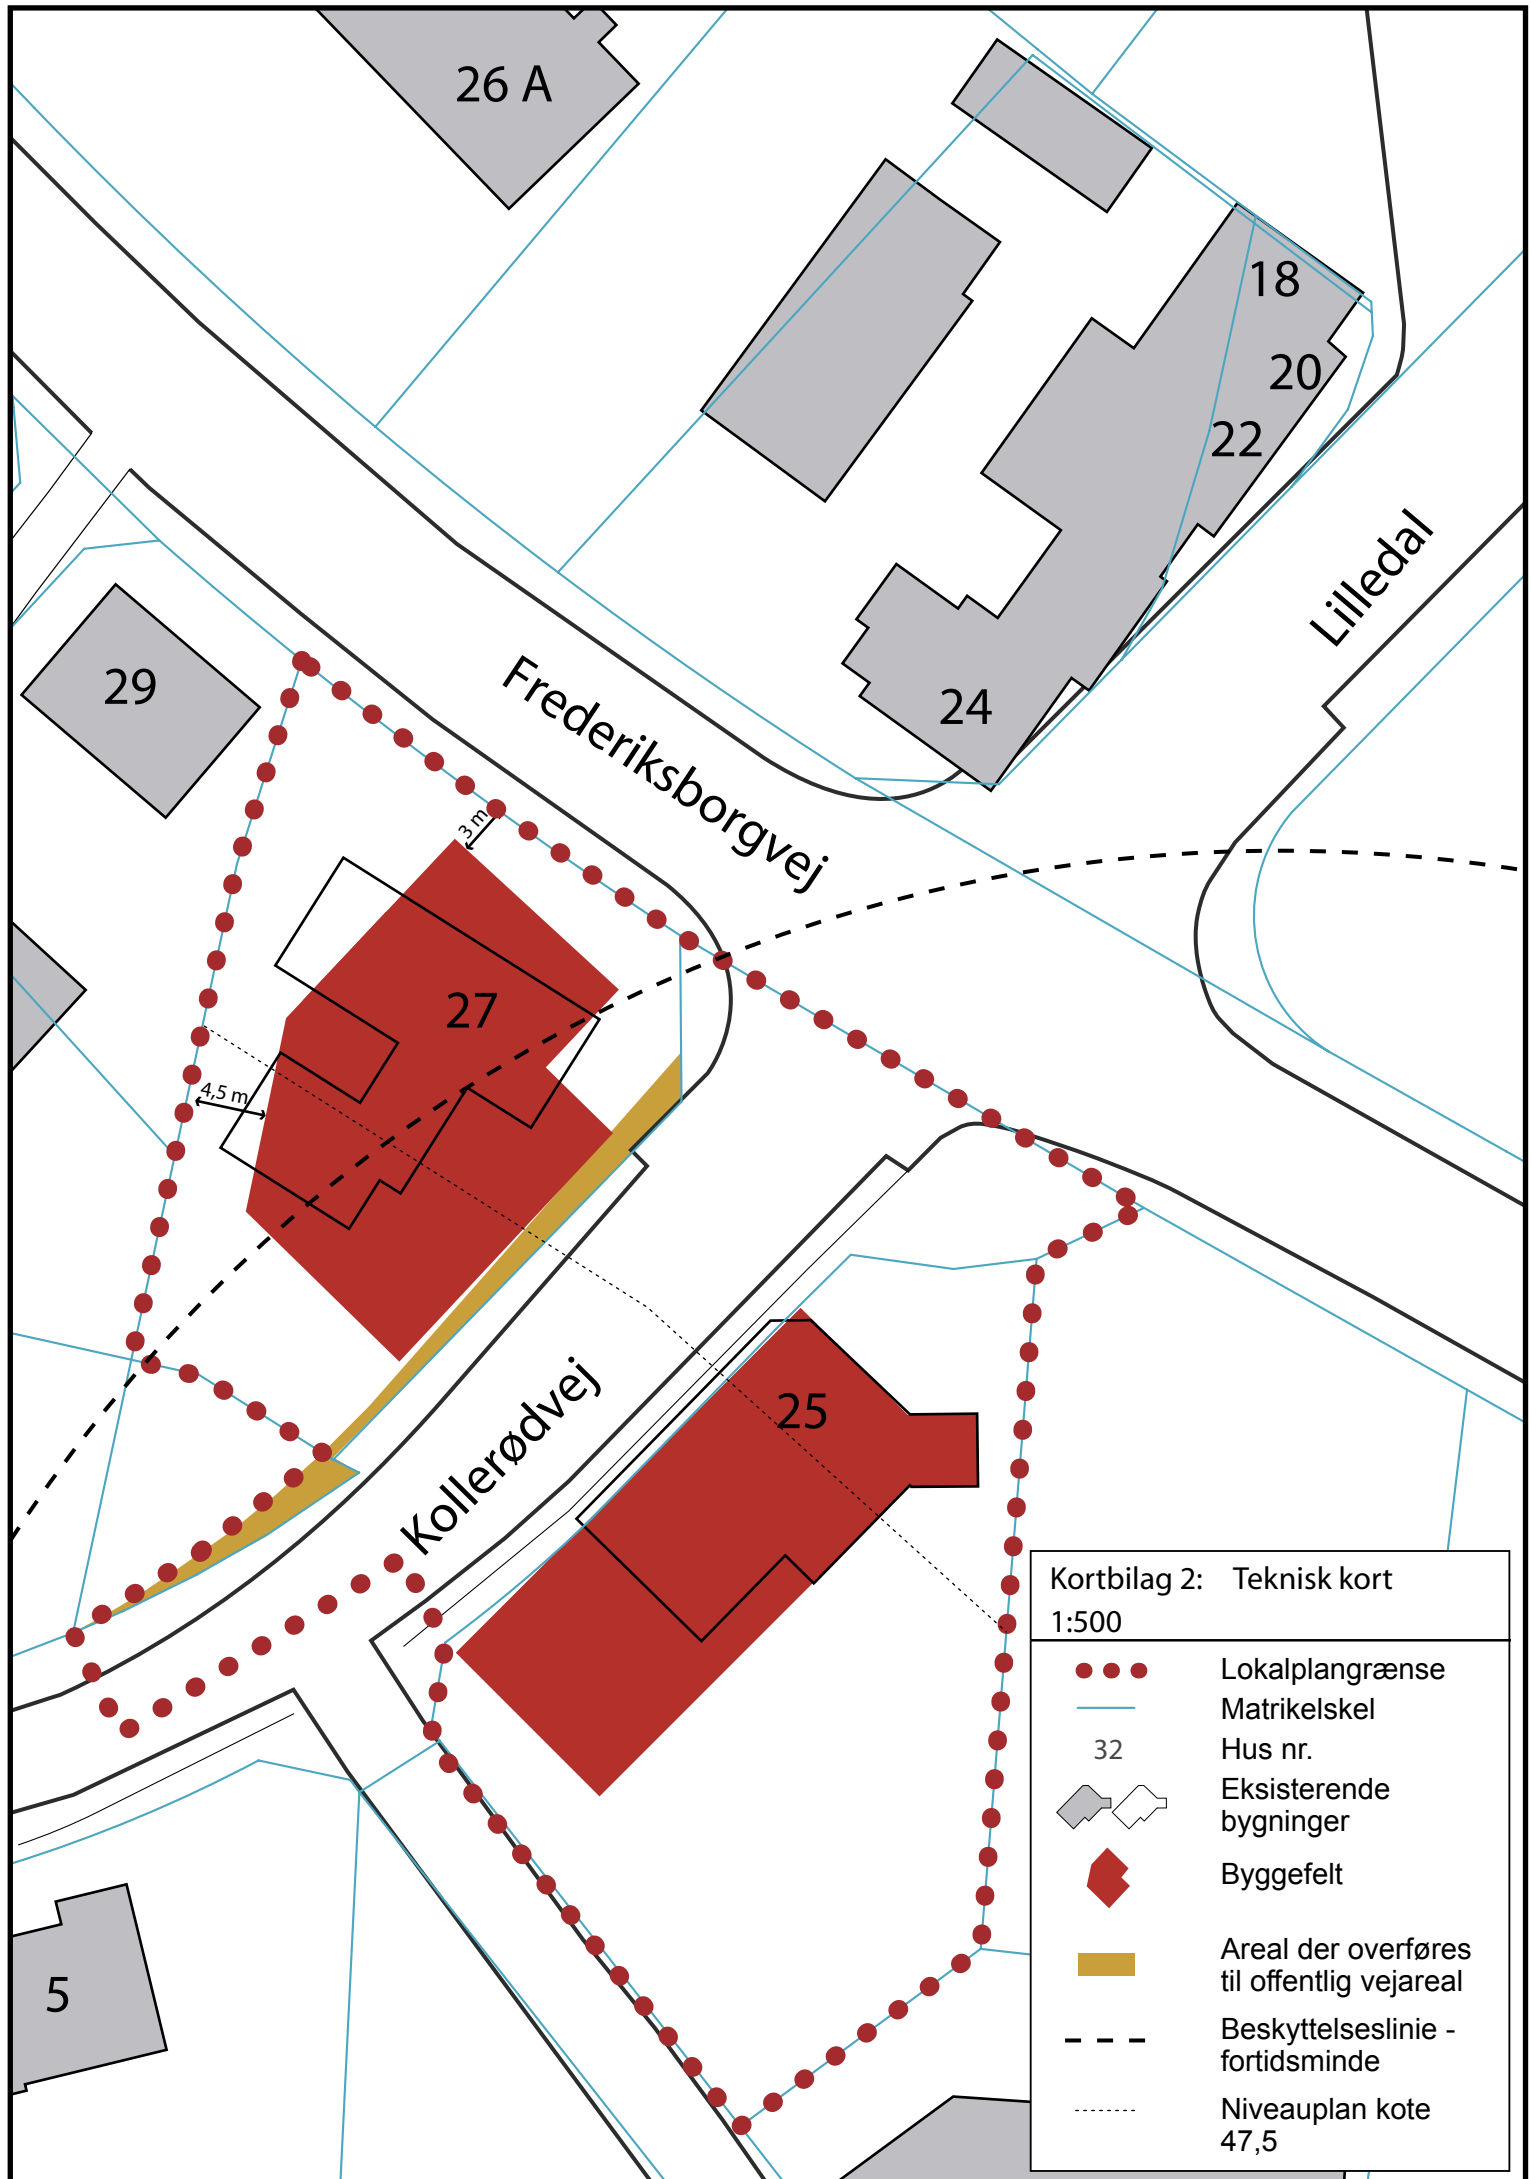 26 A
18
20
22
Lilledal
29
24
Frederiksborgvej
3 m
27
4,5 m
25
Kollerødvej
5
Kortbilag 2: Teknisk kort
1:500
Lokalplangrænse
Matrikelskel
32 Hus nr.
Eksisterende
bygninger
Byggefelt
Areal der overføres
til offentlig vejareal
Beskyttelseslinie -
fortidsminde
Niveauplan kote
47,5